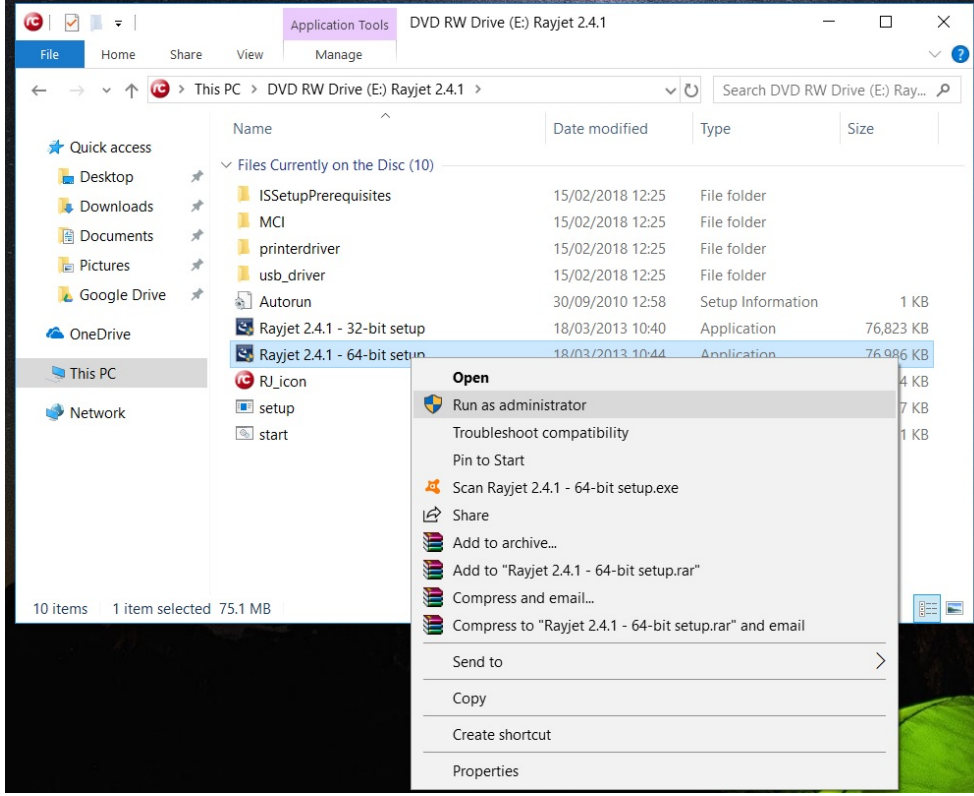 Application Tools DVD RW Drive (E:) Rayjet 2.4.1
File Home Share View Manage
This PC > DVD RW Drive (E:) Rayjet 2.4.1 > Search DVD RW Drive (E:) Ray...
Name Date modified Type Size
Quick access
Desktop
Downloads
Documents
Pictures
Google Drive
OneDrive
This PC
Network
Files Currently on the Disc (10)
ISSetupPrerequisites 15/02/2018 12:25 File folder
MCI 15/02/2018 12:25 File folder
printerdriver 15/02/2018 12:25 File folder
usb_driver 15/02/2018 12:25 File folder
Autorun 30/09/2010 12:58 Setup Information 1 KB
Rayjet 2.4.1 - 32-bit setup 18/03/2013 10:40 Application 76,823 KB
Rayjet 2.4.1 - 64-bit setup 18/03/2013 10:44 Application 76,986 KB
RJ_icon 4 KB
setup 7 KB
start 1 KB
Open
Run as administrator
Troubleshoot compatibility
Pin to Start
Scan Rayjet 2.4.1 - 64-bit setup.exe
Share
Add to archive...
Add to "Rayjet 2.4.1 - 64-bit setup.rar"
Compress and email...
Compress to "Rayjet 2.4.1 - 64-bit setup.rar" and email
Send to
Copy
Create shortcut
Properties
10 items 1 item selected 75.1 MB